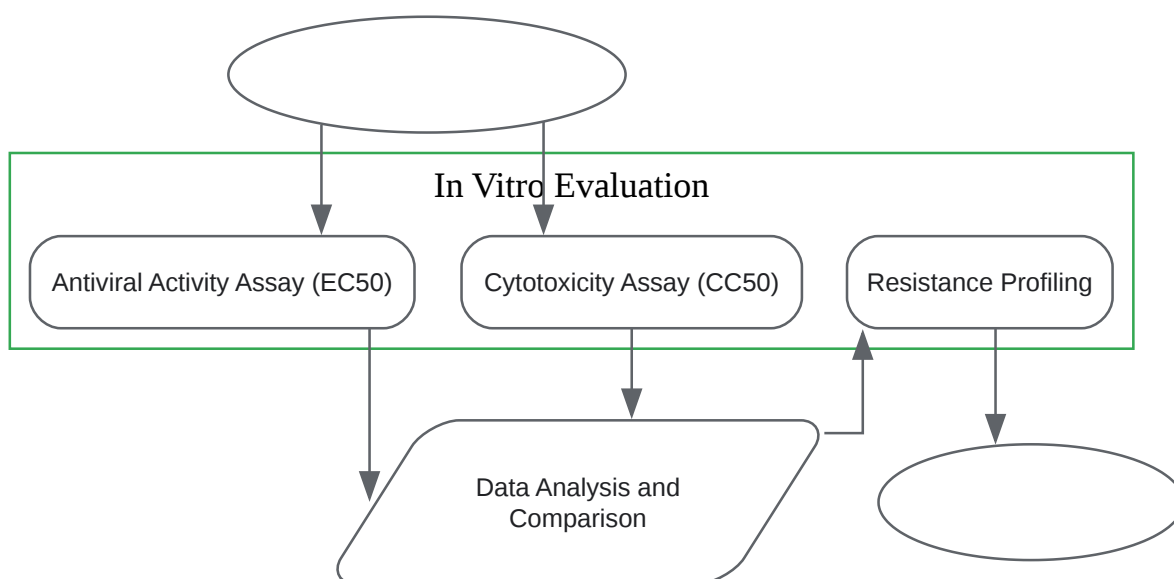 In Vitro Evaluation
Antiviral Activity Assay (EC50)
Cytotoxicity Assay (CC50)
Resistance Profiling
Data Analysis and
Comparison